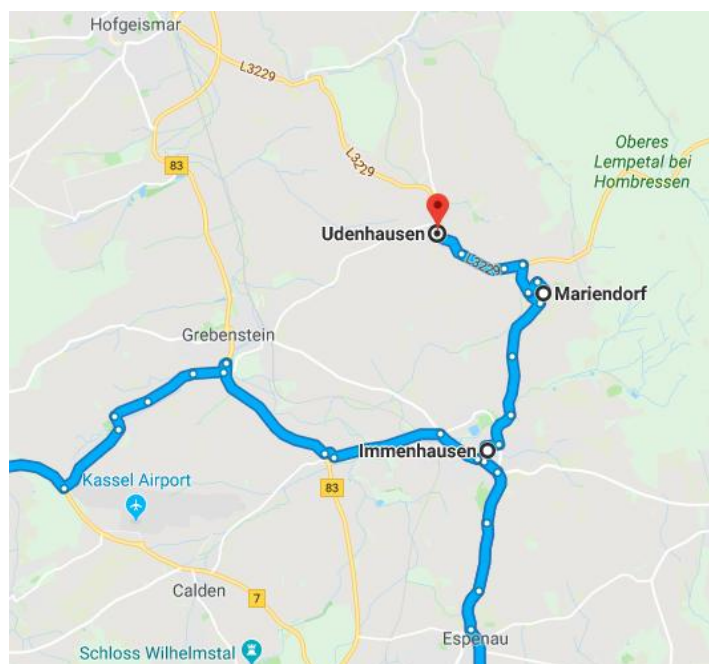 Hofgeismar
L3229
83
L3229
Oberes
Lempetal bei
Hombressen
Udenhausen
L3229
Mariendorf
Grebenstein
Immenhausen
Kassel Airport
83
Calden
7
Espenau
Schloss Wilhelmstal